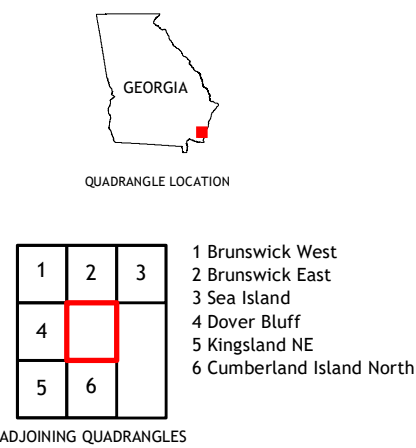 GEORGIA
QUADRANGLE LOCATION
1 2 3
4
5 6
1 Brunswick West
2 Brunswick East
3 Sea Island
4 Dover Bluff
5 Kingsland NE
6 Cumberland Island North
ADJOINING QUADRANGLES